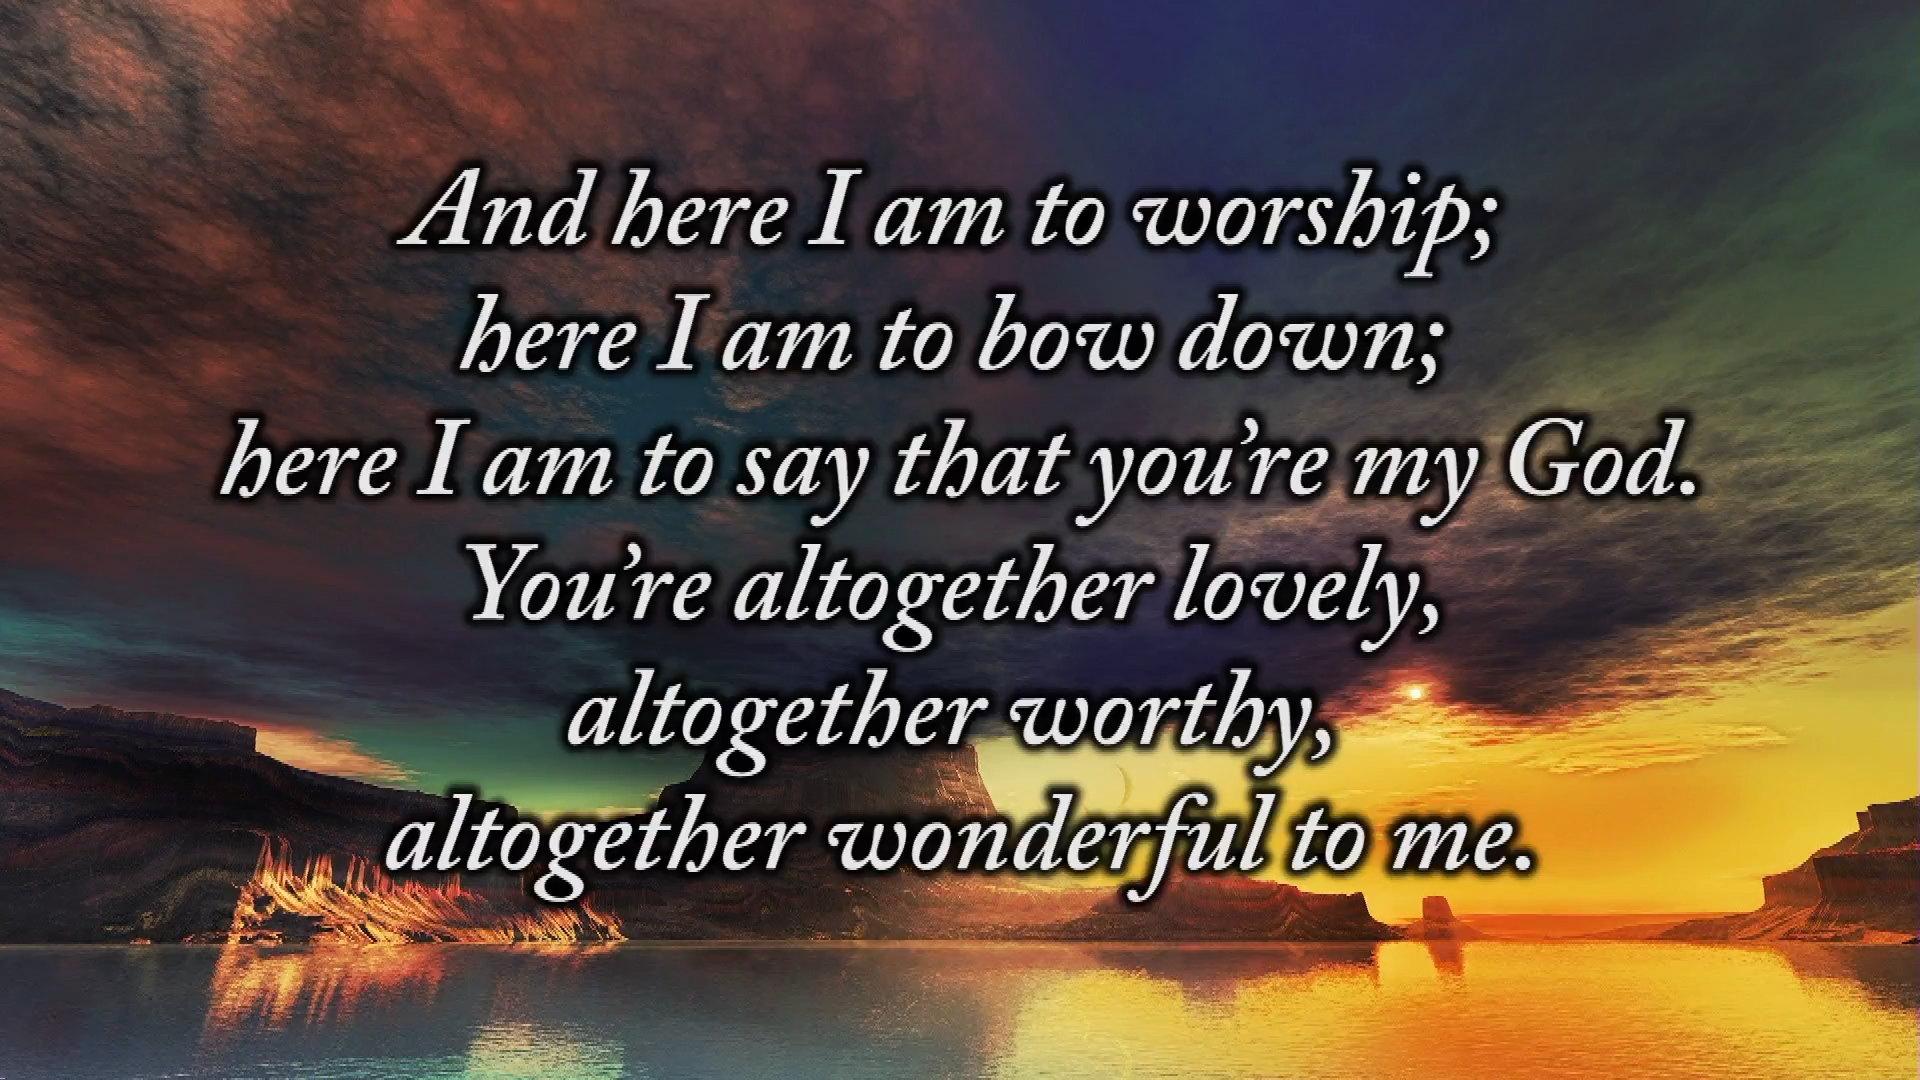 And here I am to worship;
here I am to bow down;
here I am to say that you’re my God.
You’re altogether lovely,
altogether worthy,
altogether wonderful to me.